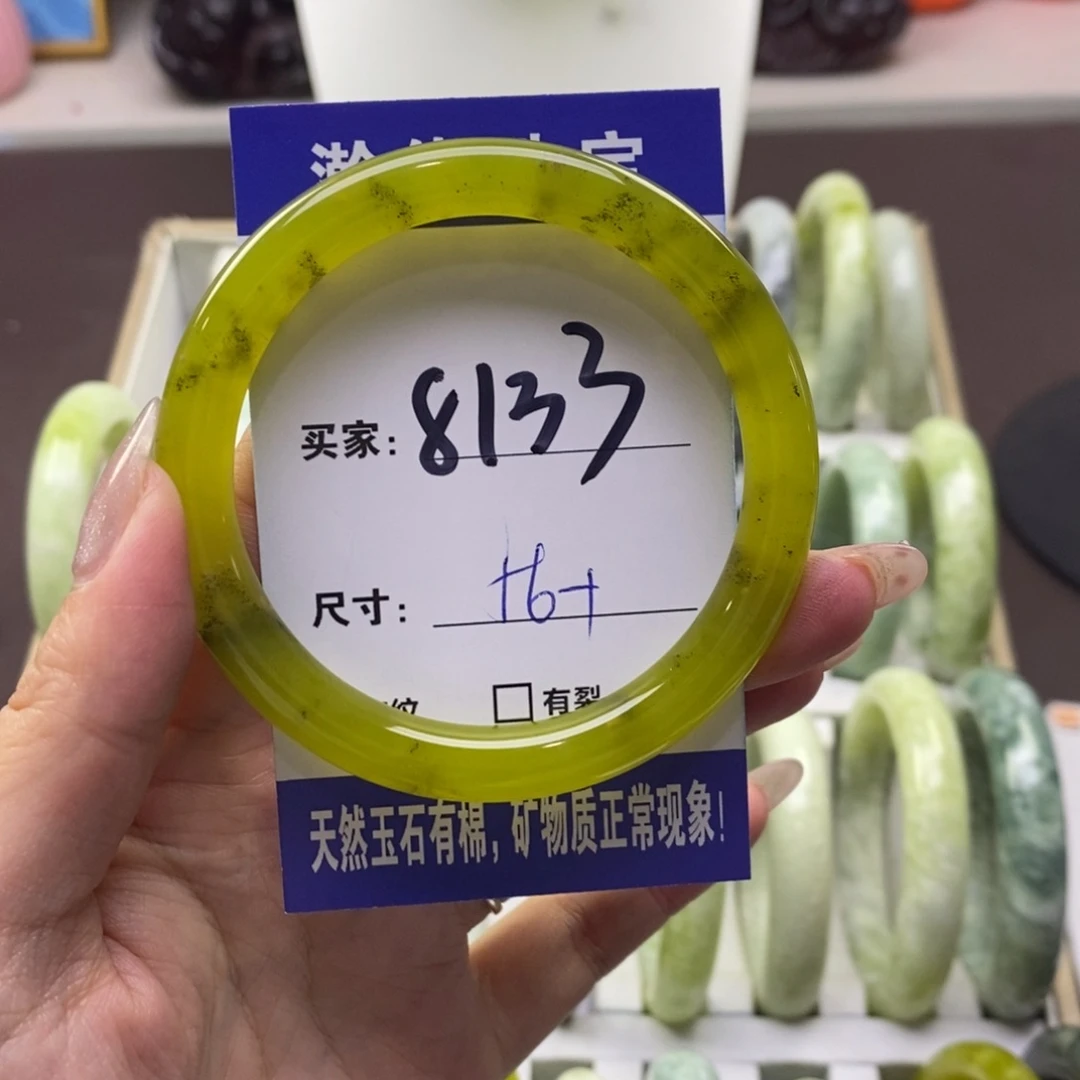 买家: 8133
尺寸:
纹 □ 有裂
天然玉石有棉，矿物质正常现象！